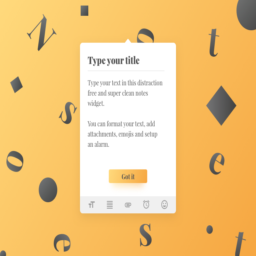 N
t
s
Type your title
Type your text in this distraction
free and super clean notes
widget.
You can format your text, add
attachments, emojis and setup
an alarm.
Got it
o
e
o
e
s
t